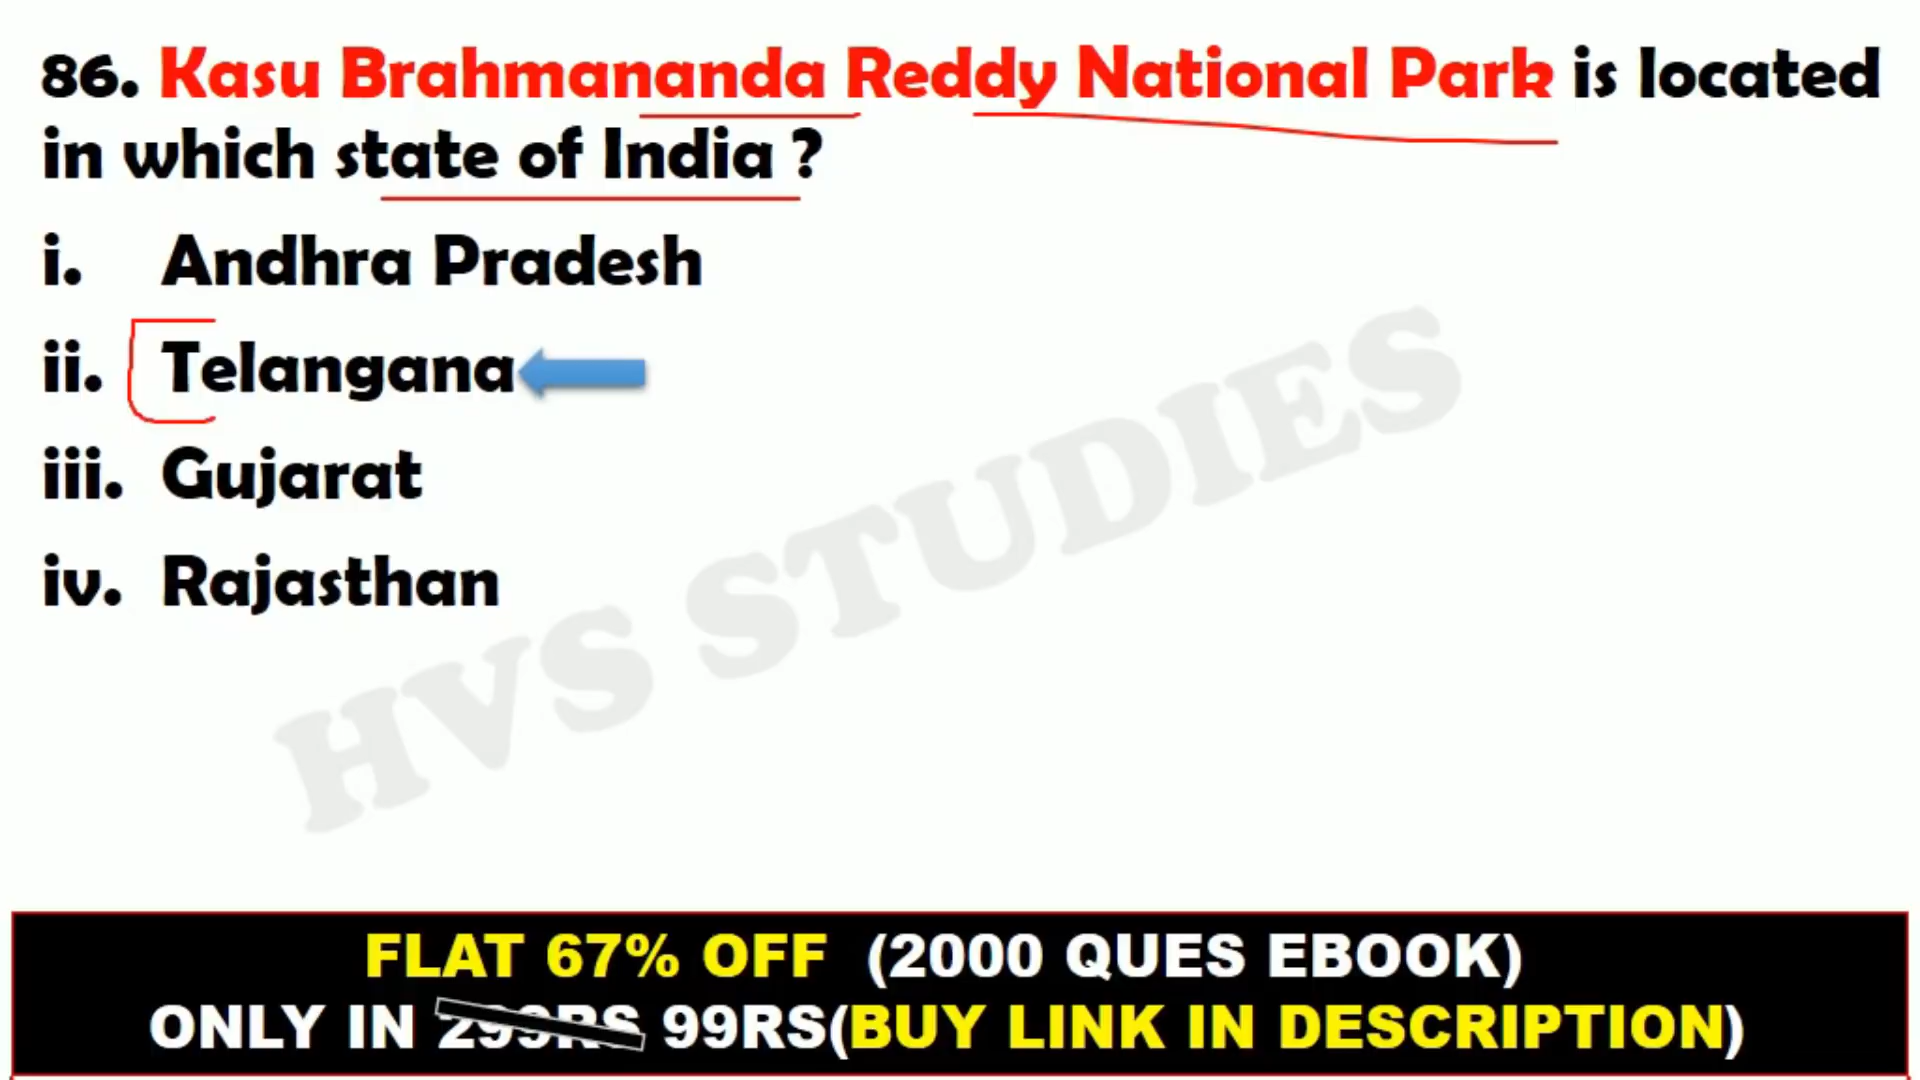 86. Kasu Brahmananda Reddy National Park is located
in which state of India ?
i. Andhra Pradesh
ii. Telangana
iii. Gujarat
iv. Rajasthan
HVS STUDIES
FLAT 67% OFF (2000 QUES EBOOK)
ONLY IN 299RS 99RS(BUY LINK IN DESCRIPTION)